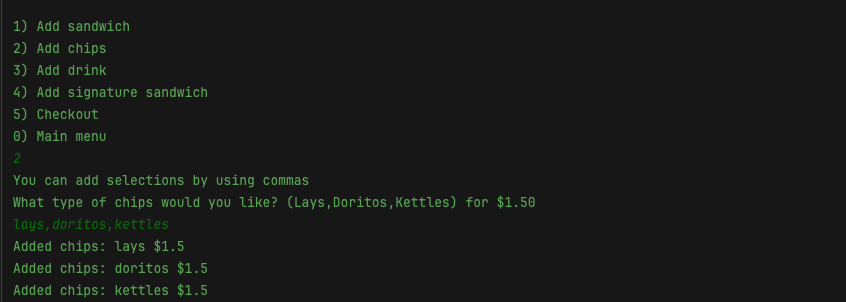 1) Add sandwich
2) Add chips
3) Add drink
4) Add signature sandwich
5) Checkout
0) Main menu
2
You can add selections by using commas
What type of chips would you like? (Lays,Doritos,Kettles) for $1.50
lays,doritos,kettles
Added chips: lays $1.5
Added chips: doritos $1.5
Added chips: kettles $1.5